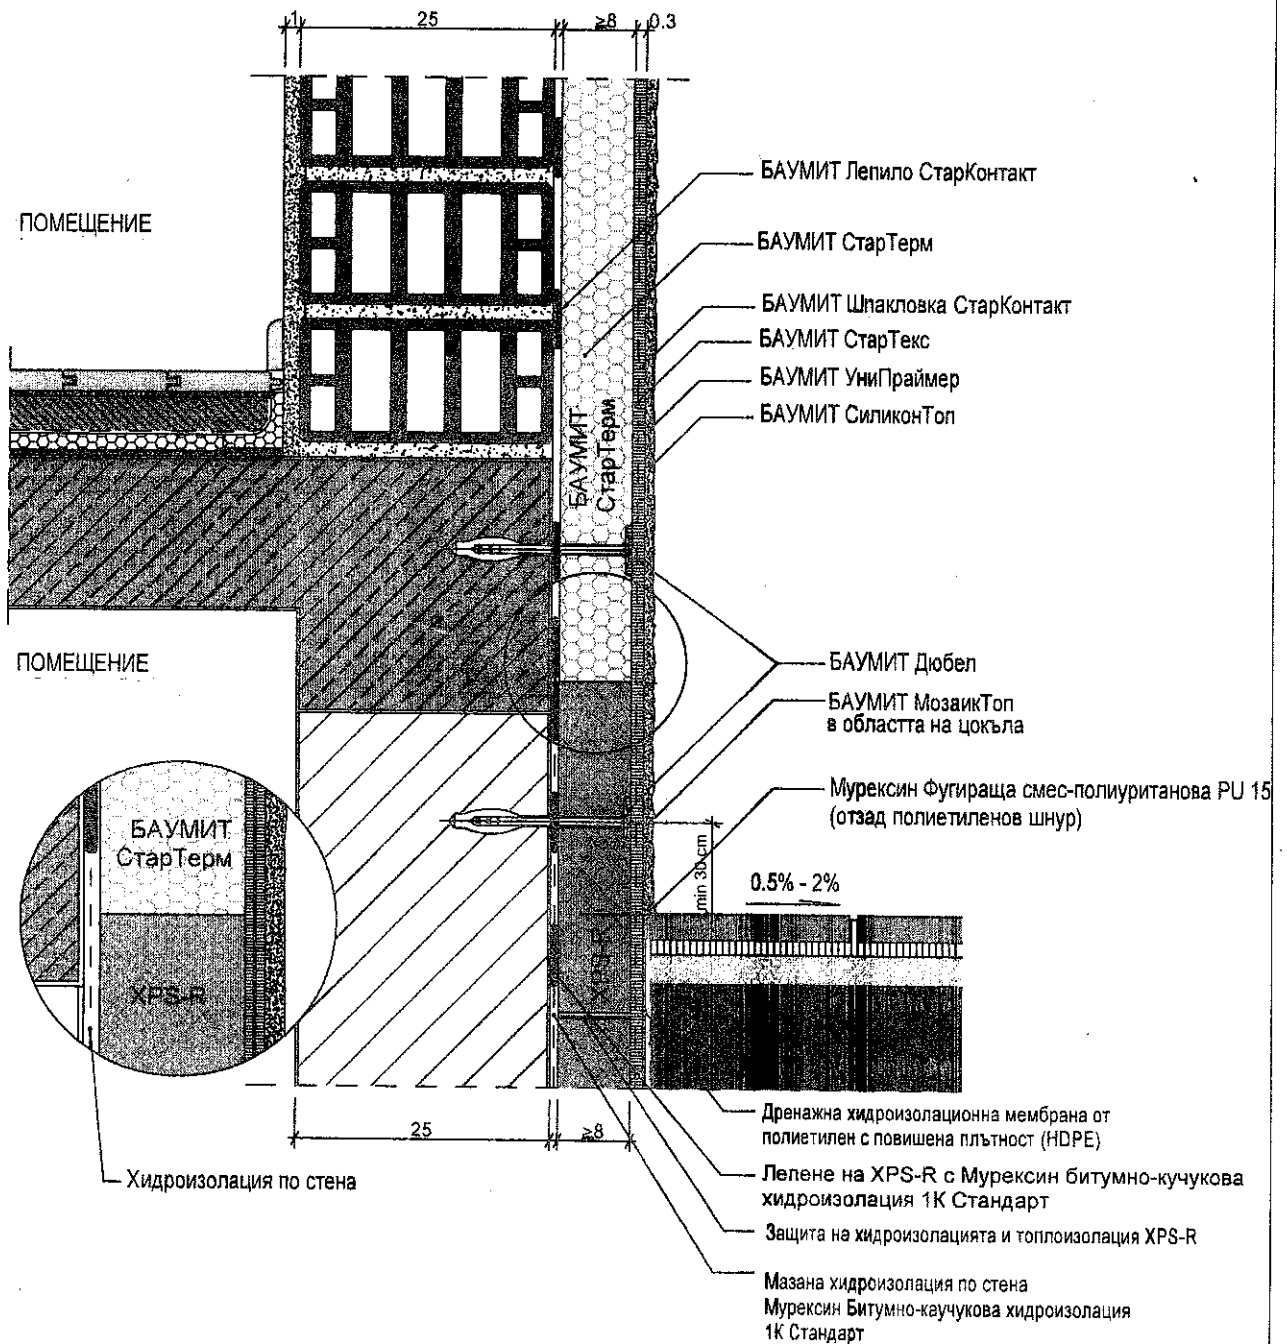 1 25 ≥8 0.3
БАУМИТ Лепило СтарКонтакт
ПОМЕЩЕНИЕ
БАУМИТ СтарТерм
БАУМИТ Шпакловка СтарКонтакт
БАУМИТ СтарТекс
БАУМИТ УниПраймер
БАУМИТ СиликонТоп
БАУМИТ
СтарТерм
ПОМЕЩЕНИЕ
БАУМИТ Дюбел
БАУМИТ МозаикТоп
в областта на цокъла
Мурексин Фугираща смес-полиуританова PU 15
(отзад полиетиленов шнур)
БАУМИТ
СтарТерм
min 30 cm
0.5% - 2%
XPS-R
XPS-R
25 ≥8
Дренажна хидроизолационна мембрана от
полиетилен с повишена плътност (HDPE)
Хидроизолация по стена
Лепене на XPS-R с Мурексин битумно-кучукова
хидроизолация 1К Стандарт
Защита на хидроизолацията и топлоизолация XPS-R
Мазана хидроизолация по стена
Мурексин Битумно-каучукова хидроизолация
1К Стандарт